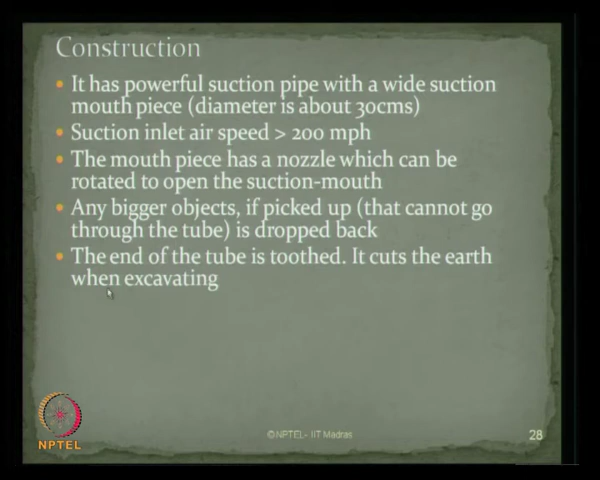 Construction
It has powerful suction pipe with a wide suction
mouth piece (diameter is about 30cms)
Suction inlet air speed > 200 mph
The mouth piece has a nozzle which can be
rotated to open the suction-mouth
Any bigger objects, if picked up (that cannot go
through the tube) is dropped back
The end of the tube is toothed. It cuts the earth
when excavating
NPTEL
©NPTEL- IIT Madras
28